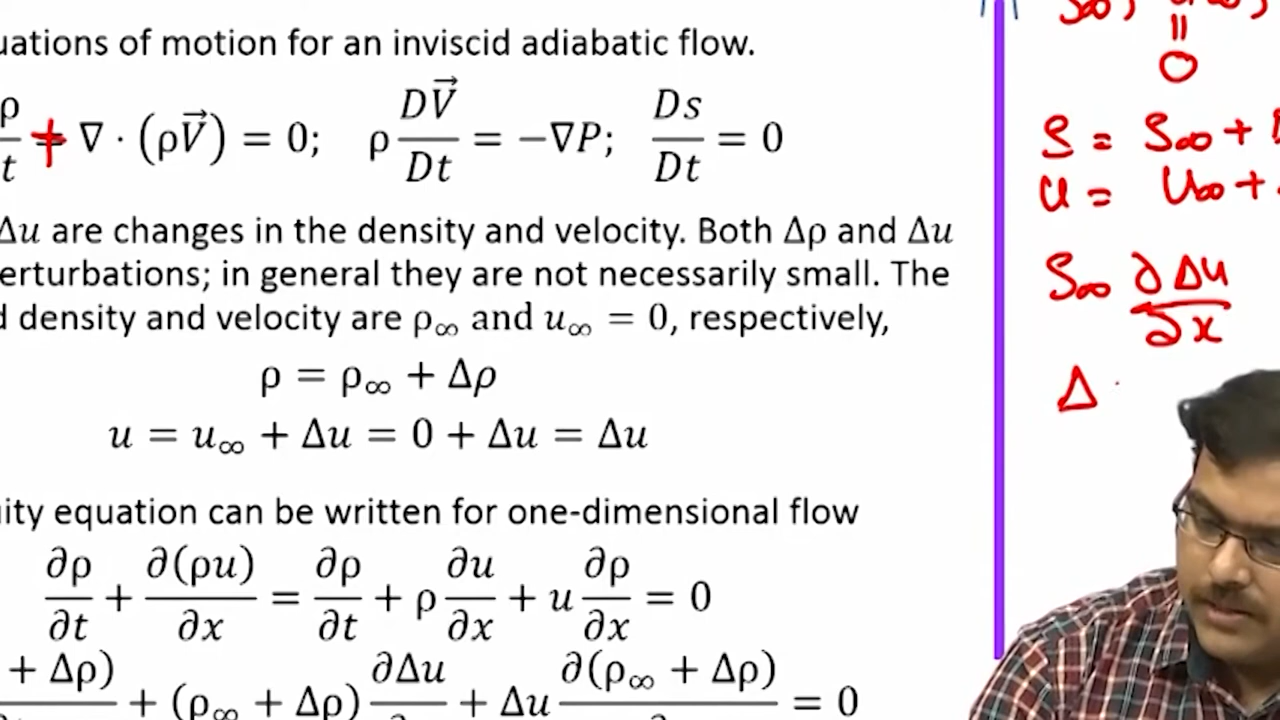 uations of motion for an inviscid adiabatic flow.
ρ/t + ∇ · (ρV⃗) = 0; ρ DV⃗/Dt = −∇P; Ds/Dt = 0
Δu are changes in the density and velocity. Both Δρ and Δu
erturbations; in general they are not necessarily small. The
d density and velocity are ρ∞ and u∞ = 0, respectively,
ρ = ρ∞ + Δρ
u = u∞ + Δu = 0 + Δu = Δu
uity equation can be written for one-dimensional flow
∂ρ/∂t + ∂(ρu)/∂x = ∂ρ/∂t + ρ ∂u/∂x + u ∂ρ/∂x = 0
+ Δρ) + (ρ∞ + Δρ) ∂Δu + Δu ∂(ρ∞ + Δρ) = 0
=
0
ρ = ρ∞ +
u = u∞ +
ρ∞ ∂Δu/∂x
Δ